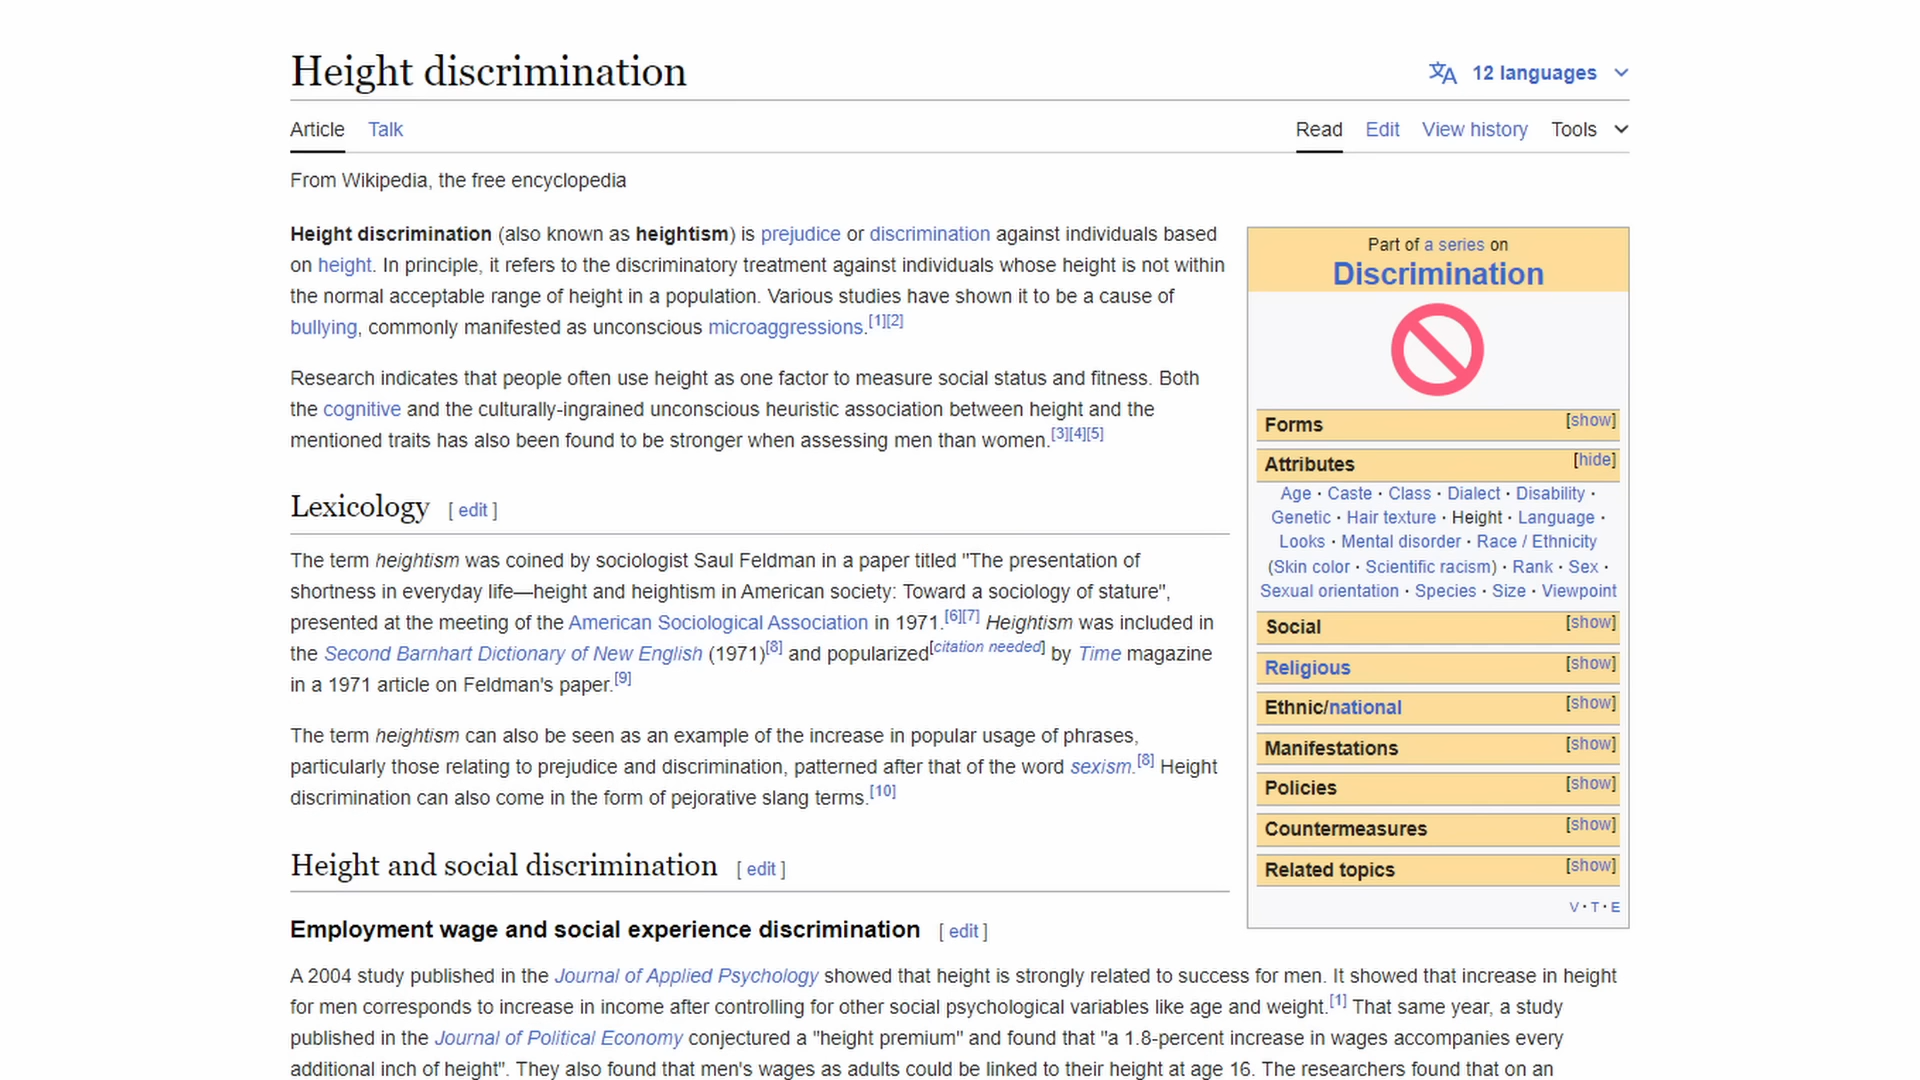 Height discrimination
12 languages
Article Talk
Read Edit View history Tools
From Wikipedia, the free encyclopedia
Height discrimination (also known as heightism) is prejudice or discrimination against individuals based
on height. In principle, it refers to the discriminatory treatment against individuals whose height is not within
the normal acceptable range of height in a population. Various studies have shown it to be a cause of
bullying, commonly manifested as unconscious microaggressions.[1][2]
Research indicates that people often use height as one factor to measure social status and fitness. Both
the cognitive and the culturally-ingrained unconscious heuristic association between height and the
mentioned traits has also been found to be stronger when assessing men than women.[3][4][5]
Lexicology [ edit ]
The term heightism was coined by sociologist Saul Feldman in a paper titled "The presentation of
shortness in everyday life—height and heightism in American society: Toward a sociology of stature",
presented at the meeting of the American Sociological Association in 1971.[6][7] Heightism was included in
the Second Barnhart Dictionary of New English (1971)[8] and popularized[citation needed] by Time magazine
in a 1971 article on Feldman's paper.[9]
The term heightism can also be seen as an example of the increase in popular usage of phrases,
particularly those relating to prejudice and discrimination, patterned after that of the word sexism.[8] Height
discrimination can also come in the form of pejorative slang terms.[10]
Height and social discrimination [ edit ]
Employment wage and social experience discrimination [ edit ]
A 2004 study published in the Journal of Applied Psychology showed that height is strongly related to success for men. It showed that increase in height
for men corresponds to increase in income after controlling for other social psychological variables like age and weight.[1] That same year, a study
published in the Journal of Political Economy conjectured a "height premium" and found that "a 1.8-percent increase in wages accompanies every
additional inch of height". They also found that men's wages as adults could be linked to their height at age 16. The researchers found that on an
Part of a series on
Discrimination
Forms [show]
Attributes [hide]
Age · Caste · Class · Dialect · Disability ·
Genetic · Hair texture · Height · Language ·
Looks · Mental disorder · Race / Ethnicity
(Skin color · Scientific racism) · Rank · Sex ·
Sexual orientation · Species · Size · Viewpoint
Social [show]
Religious [show]
Ethnic/national [show]
Manifestations [show]
Policies [show]
Countermeasures [show]
Related topics [show]
V · T · E